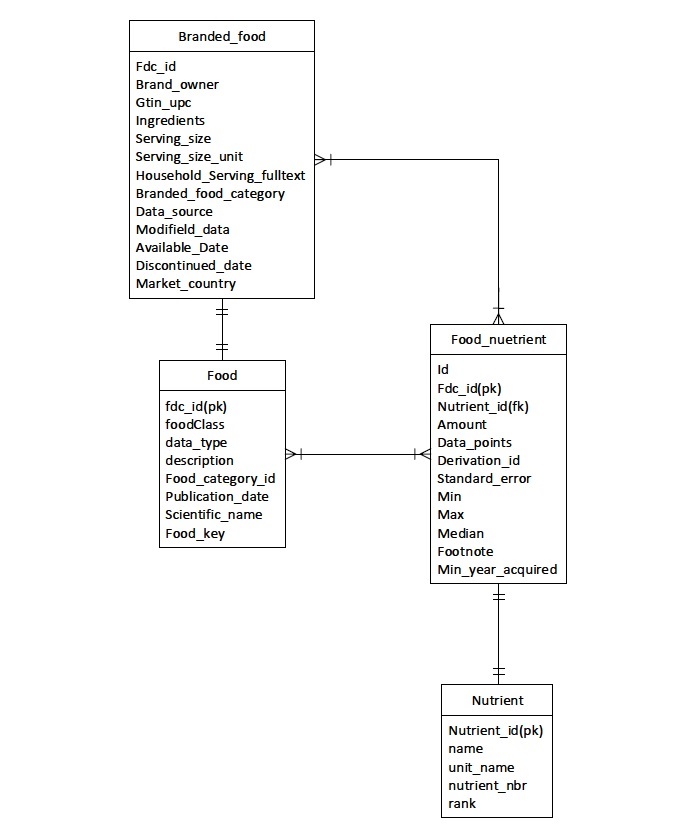 Branded_food
Fdc_id
Brand_owner
Gtin_upc
Ingredients
Serving_size
Serving_size_unit
Household_Serving_fulltext
Branded_food_category
Data_source
Modifield_data
Available_Date
Discontinued_date
Market_country
Food
fdc_id(pk)
foodClass
data_type
description
Food_category_id
Publication_date
Scientific_name
Food_key
Food_nuetrient
Id
Fdc_id(pk)
Nutrient_id(fk)
Amount
Data_points
Derivation_id
Standard_error
Min
Max
Median
Footnote
Min_year_acquired
Nutrient
Nutrient_id(pk)
name
unit_name
nutrient_nbr
rank